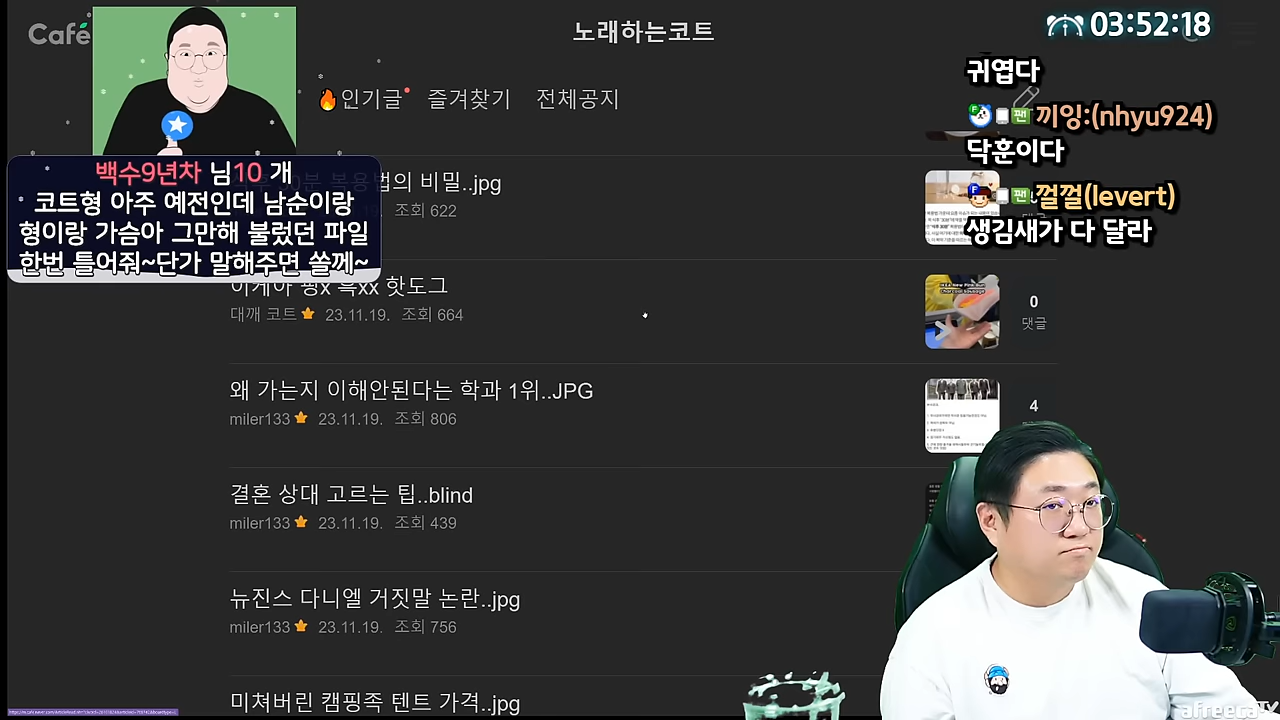 Café
노래하는코트
03:52:18
🔥인기글 즐겨찾기 전체공지
귀엽다
팬 끼잉:(nhyu924)
닥훈이다
팬 껄껄(levert)
생김새가 다 달라
백수9년차 님10 개
코트형 아주 예전인데 남순이랑
형이랑 가슴아 그만해 불렀던 파일
한번 틀어줘~단가 말해주면 쏠께~
복용법의 비밀..jpg
조회 622
핫도그
대깨 코트 23.11.19. 조회 664
0
댓글
왜 가는지 이해안된다는 학과 1위..JPG
miler133 23.11.19. 조회 806
4
결혼 상대 고르는 팁..blind
miler133 23.11.19. 조회 439
뉴진스 다니엘 거짓말 논란..jpg
miler133 23.11.19. 조회 756
미쳐버린 캠핑족 텐트 가격..jpg
afreecaTV